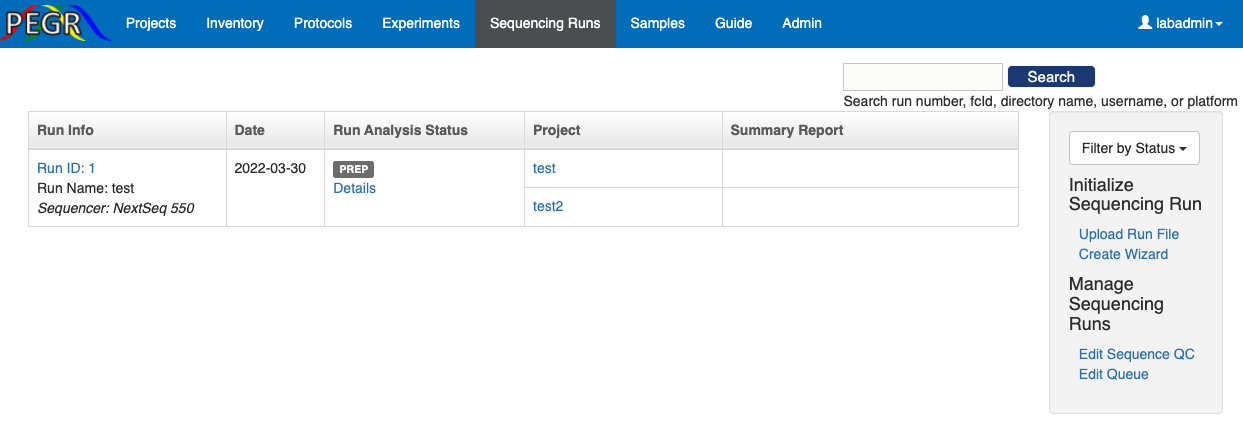 PEGR Projects Inventory Protocols Experiments Sequencing Runs Samples Guide Admin labadmin
Search
Search run number, fcId, directory name, username, or platform
Run Info Date Run Analysis Status Project Summary Report
Run ID: 1 2022-03-30 PREP test
Run Name: test Details
Sequencer: NextSeq 550 test2
Filter by Status
Initialize
Sequencing Run
Upload Run File
Create Wizard
Manage
Sequencing
Runs
Edit Sequence QC
Edit Queue